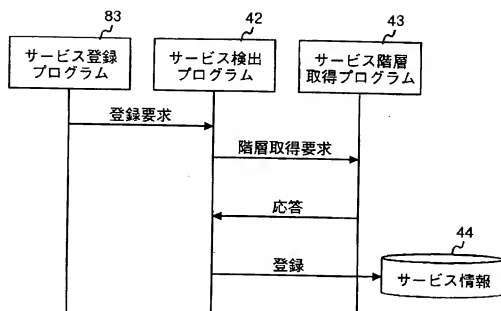 83
サービス登録
プログラム
42
サービス検出
プログラム
43
サービス階層
取得プログラム
登録要求
階層取得要求
応答
登録
44
サービス情報